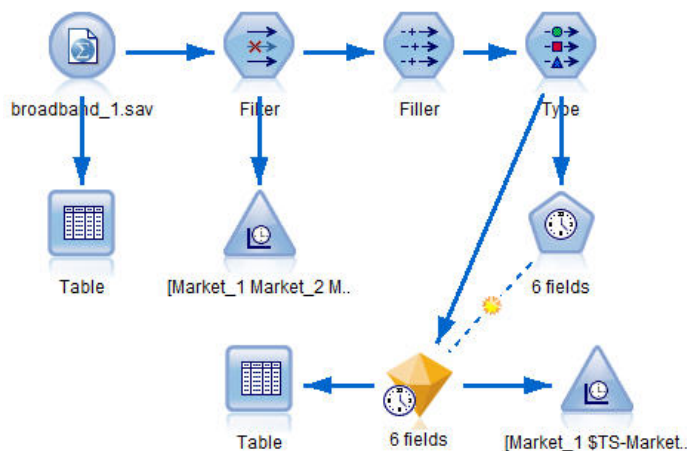 broadband_1.sav
Filter
Filler
Type
Table
[Market_1 Market_2 M..
6 fields
Table
6 fields
[Market_1 $TS-Market..